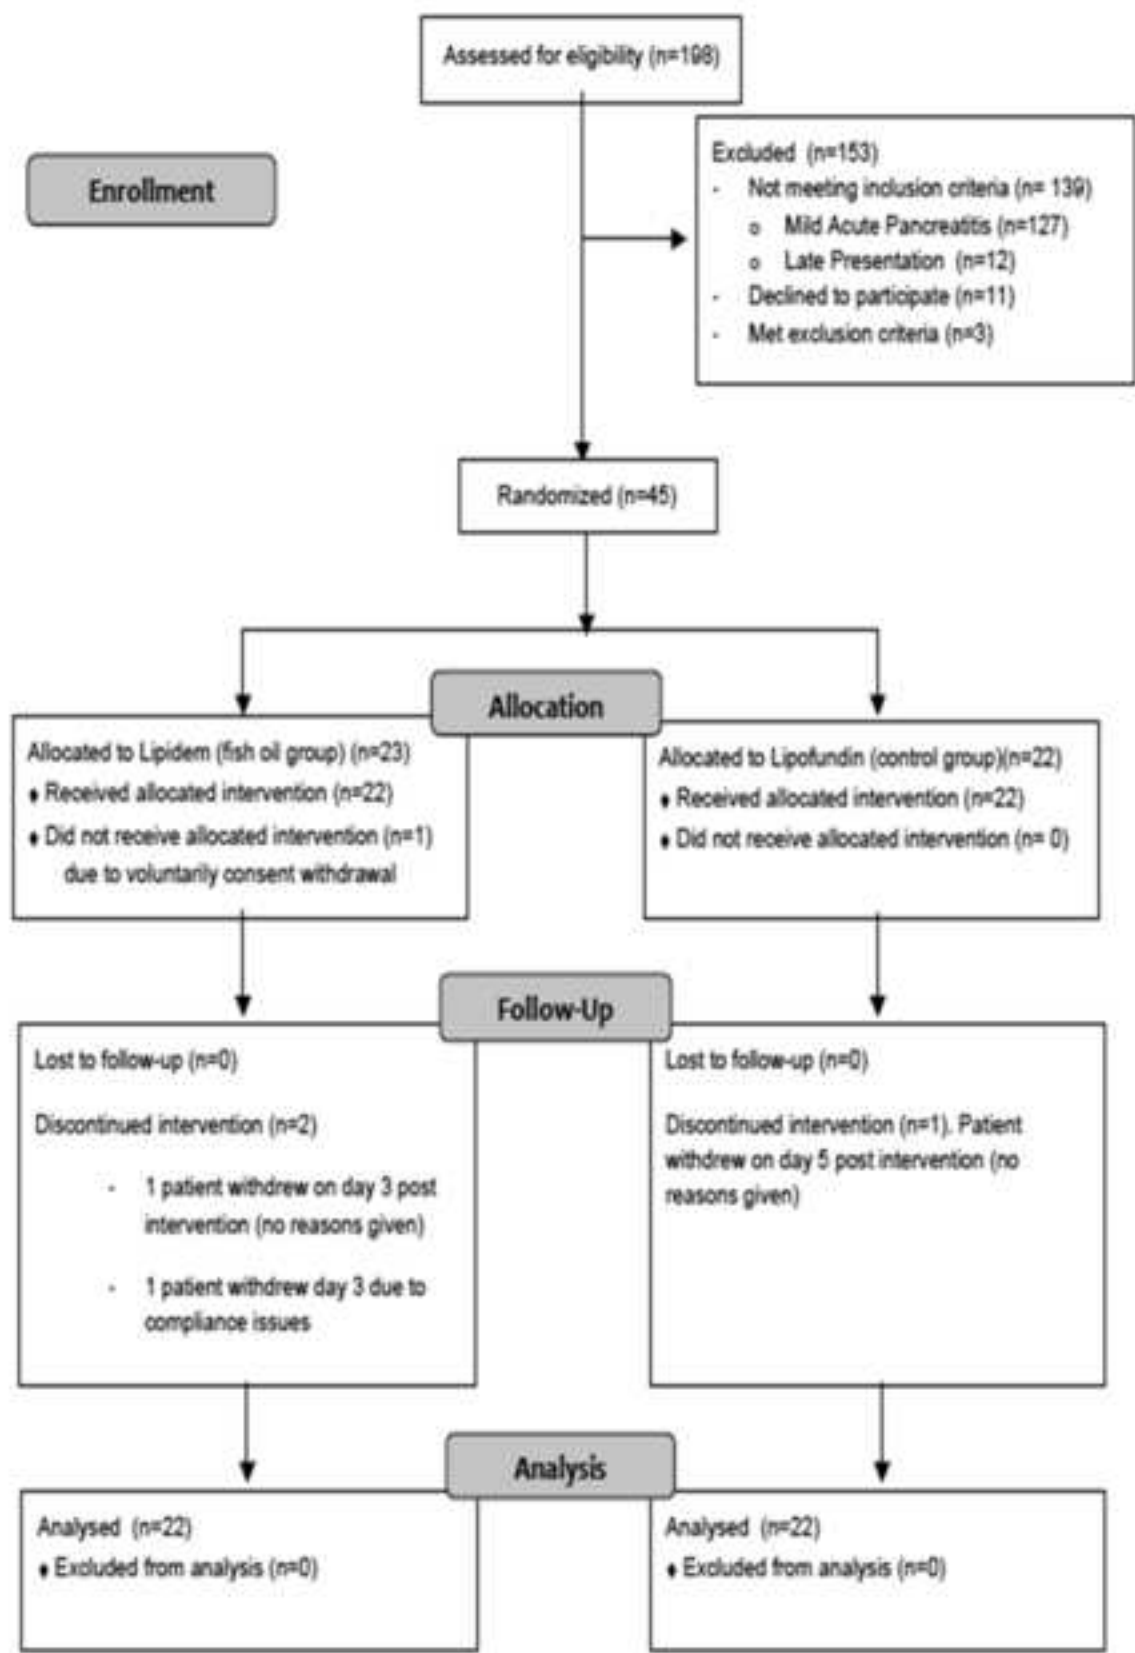 Assessed for eligibility (n=198)
Enrollment
Excluded (n=153)
- Not meeting inclusion criteria (n= 139)
o Mild Acute Pancreatitis (n=127)
o Late Presentation (n=12)
- Declined to participate (n=11)
- Met exclusion criteria (n=3)
Randomized (n=45)
Allocation
Allocated to Lipidem (fish oil group) (n=23)
♦ Received allocated intervention (n=22)
♦ Did not receive allocated intervention (n=1)
due to voluntarily consent withdrawal
Allocated to Lipofundin (control group)(n=22)
♦ Received allocated intervention (n=22)
♦ Did not receive allocated intervention (n= 0)
Follow-Up
Lost to follow-up (n=0)
Discontinued intervention (n=2)
- 1 patient withdrew on day 3 post
intervention (no reasons given)
- 1 patient withdrew day 3 due to
compliance issues
Lost to follow-up (n=0)
Discontinued intervention (n=1). Patient
withdrew on day 5 post intervention (no
reasons given)
Analysis
Analysed (n=22)
♦ Excluded from analysis (n=0)
Analysed (n=22)
♦ Excluded from analysis (n=0)